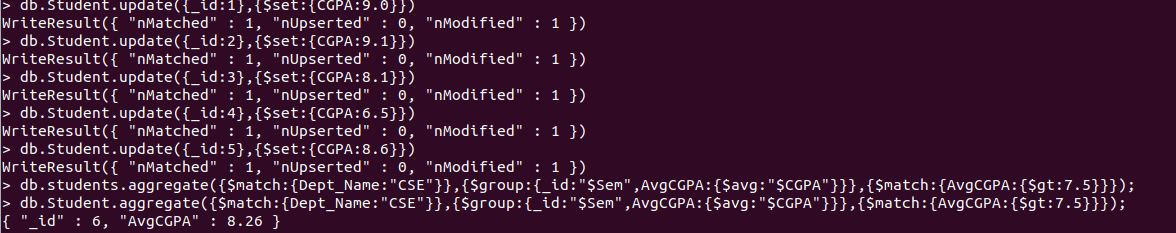 > db.Student.update({_id:1},{$set:{CGPA:9.0}})
WriteResult({ "nMatched" : 1, "nUpserted" : 0, "nModified" : 1 })
> db.Student.update({_id:2},{$set:{CGPA:9.1}})
WriteResult({ "nMatched" : 1, "nUpserted" : 0, "nModified" : 1 })
> db.Student.update({_id:3},{$set:{CGPA:8.1}})
WriteResult({ "nMatched" : 1, "nUpserted" : 0, "nModified" : 1 })
> db.Student.update({_id:4},{$set:{CGPA:6.5}})
WriteResult({ "nMatched" : 1, "nUpserted" : 0, "nModified" : 1 })
> db.Student.update({_id:5},{$set:{CGPA:8.6}})
WriteResult({ "nMatched" : 1, "nUpserted" : 0, "nModified" : 1 })
> db.students.aggregate({$match:{Dept_Name:"CSE"}},{$group:{_id:"$Sem",AvgCGPA:{$avg:"$CGPA"}}},{$match:{AvgCGPA:{$gt:7.5}}});
> db.Student.aggregate({$match:{Dept_Name:"CSE"}},{$group:{_id:"$Sem",AvgCGPA:{$avg:"$CGPA"}}},{$match:{AvgCGPA:{$gt:7.5}}});
{ "_id" : 6, "AvgCGPA" : 8.26 }